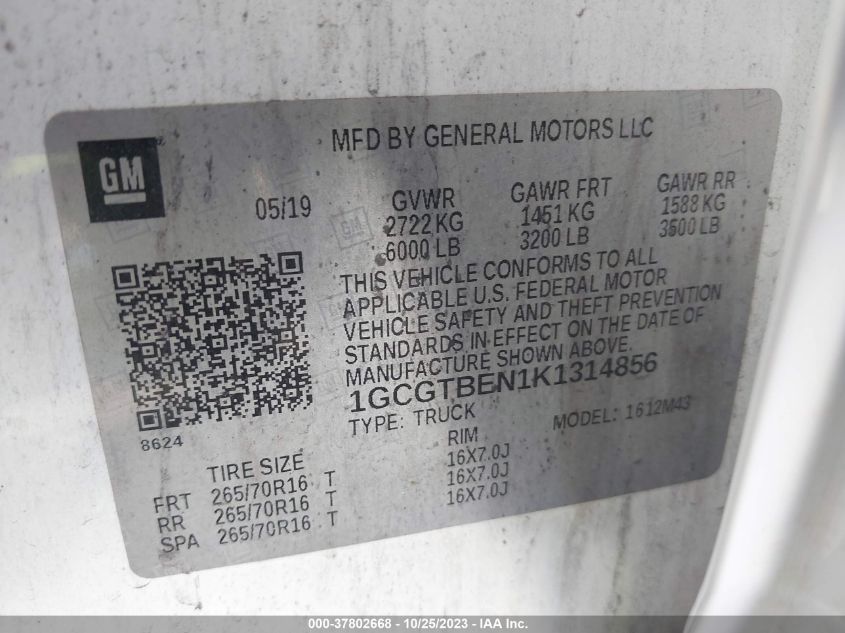 GM
MFD BY GENERAL MOTORS LLC
05/19
GVWR GAWR FRT GAWR RR
2722 KG 1451 KG 1588 KG
6000 LB 3200 LB 3500 LB
THIS VEHICLE CONFORMS TO ALL
APPLICABLE U.S. FEDERAL MOTOR
VEHICLE SAFETY AND THEFT PREVENTION
STANDARDS IN EFFECT ON THE DATE OF
MANUFACTURE SHOWN ABOVE.
1GCGTBEN1K1314856
TYPE: TRUCK MODEL: 1612M43
8624
TIRE SIZE RIM
FRT 265/70R16 T 16X7.0J
RR 265/70R16 T 16X7.0J
SPA 265/70R16 T 16X7.0J
000-37802668 - 10/25/2023 - IAA Inc.